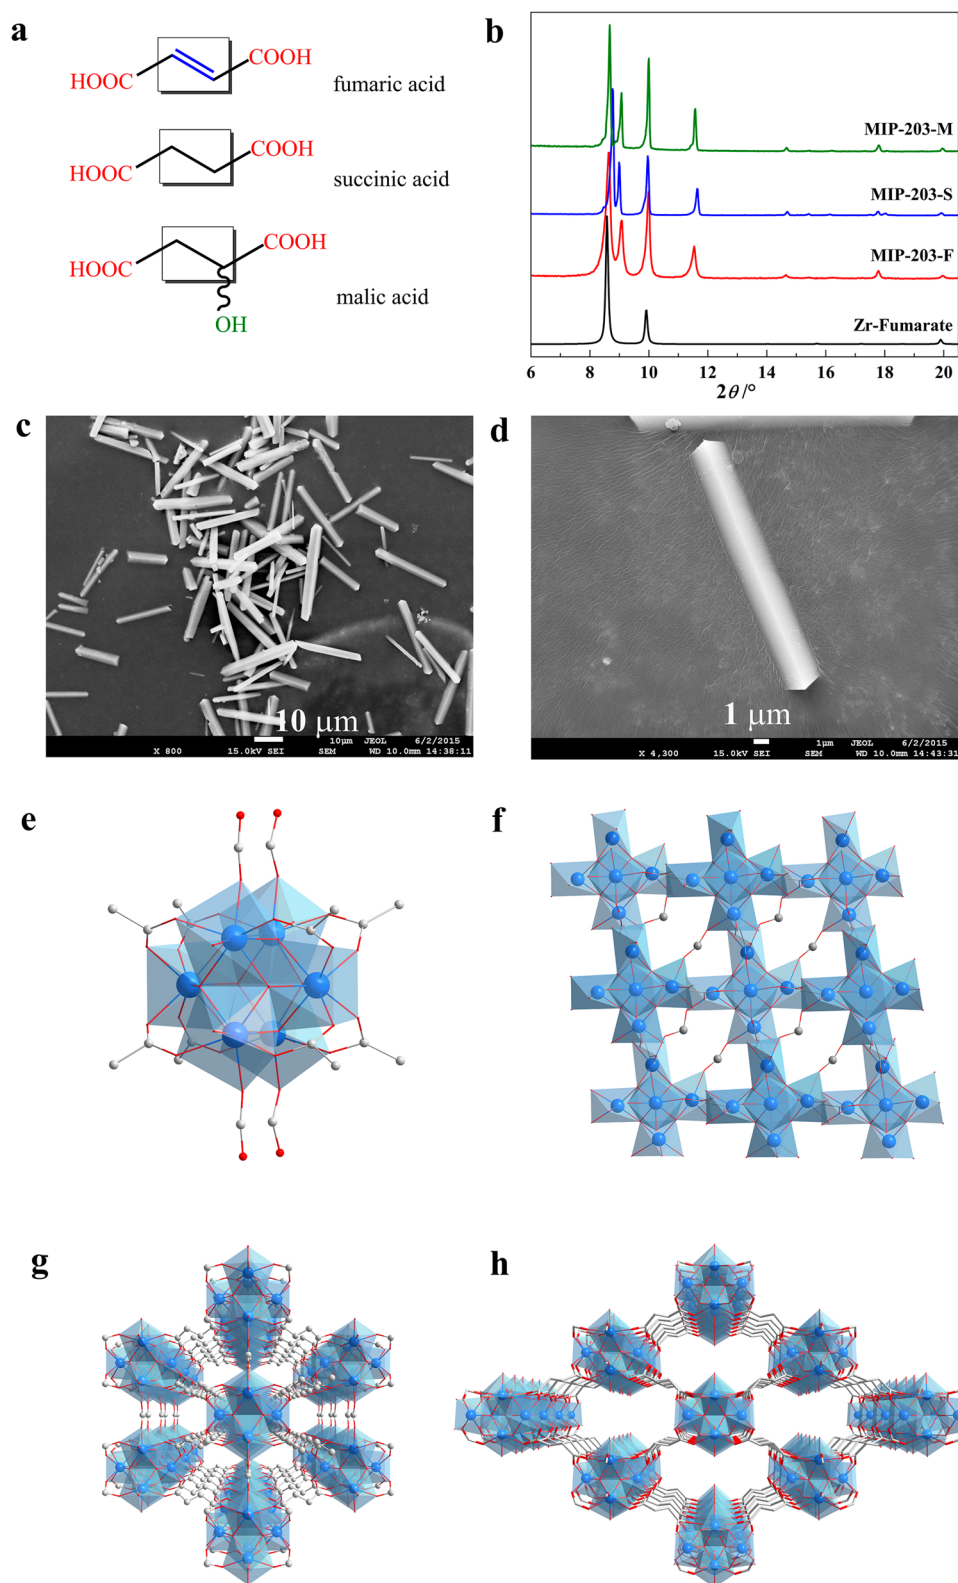 a
HOOC
COOH
fumaric acid
HOOC
COOH
succinic acid
HOOC
COOH
malic acid
OH
b
MIP-203-M
MIP-203-S
MIP-203-F
Zr-Fumarate
6 8 10 12 14 16 18 20
2θ/°
c
10 μm
10μm JEOL 6/2/2015
X 800 15.0kV SEI SEM WD 10.0mm 14:38:11
d
1 μm
1μm JEOL 6/2/2015
X 4,300 15.0kV SEI SEM WD 10.0mm 14:43:31
e
f
g
h